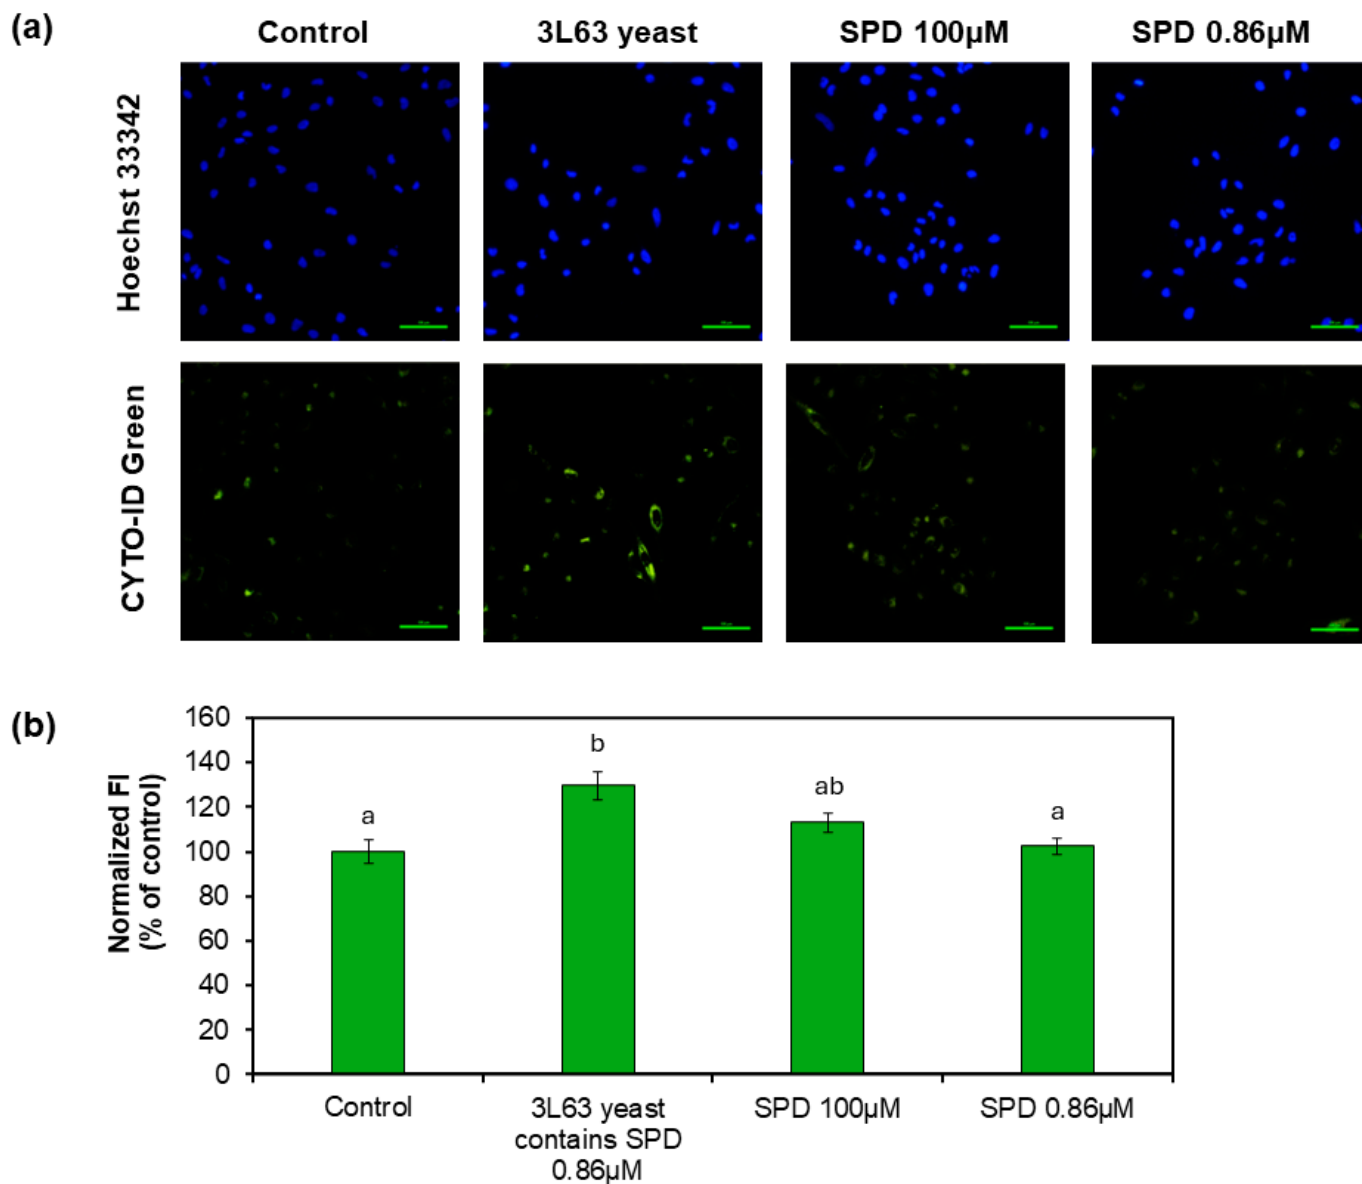 (a)
Control
3L63 yeast
SPD 100µM
SPD 0.86µM
Hoechst 33342
CYTO-ID Green
(b)
Normalized FI
(% of control)
160
140
120
100
80
60
40
20
0
a
b
ab
a
Control
3L63 yeast
contains SPD
0.86µM
SPD 100µM
SPD 0.86µM